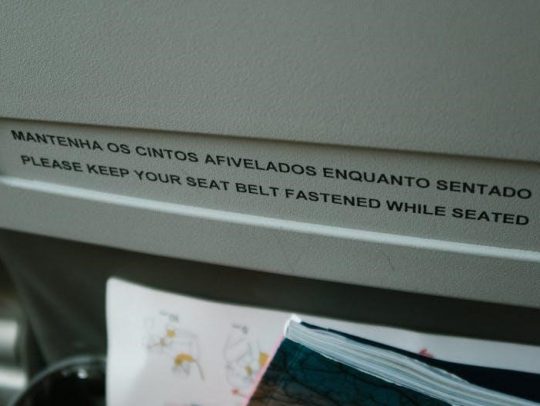 MANTENHA OS CINTOS AFIVELADOS ENQUANTO SENTADO
PLEASE KEEP YOUR SEAT BELT FASTENED WHILE SEATED